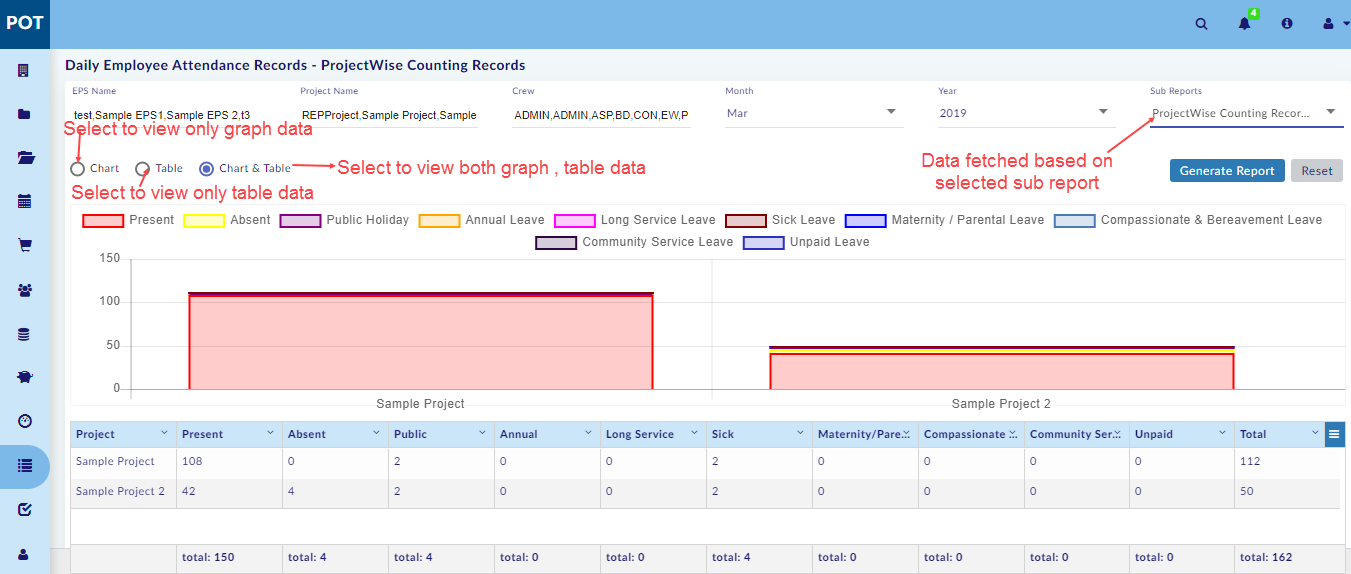 POT
4
Daily Employee Attendance Records - ProjectWise Counting Records
EPS Name Project Name Crew Month Year Sub Reports
test,Sample EPS1,Sample EPS 2,t3 REPProject,Sample Project,Sample ADMIN,ADMIN,ASP,BD,CON,EW,P Mar 2019 ProjectWise Counting Recor...
Select to view only graph data
Chart Table Chart & Table
Select to view both graph , table data
Select to view only table data
Data fetched based on
selected sub report
Generate Report Reset
Present Absent Public Holiday Annual Leave Long Service Leave Sick Leave Maternity / Parental Leave Compassionate & Bereavement Leave
Community Service Leave Unpaid Leave
150
100
50
0
Sample Project Sample Project 2
Project Present Absent Public Annual Long Service Sick Maternity/Pare... Compassionate ... Community Ser... Unpaid Total
Sample Project 108 0 2 0 0 2 0 0 0 0 112
Sample Project 2 42 4 2 0 0 2 0 0 0 0 50
total: 150 total: 4 total: 4 total: 0 total: 0 total: 4 total: 0 total: 0 total: 0 total: 0 total: 162